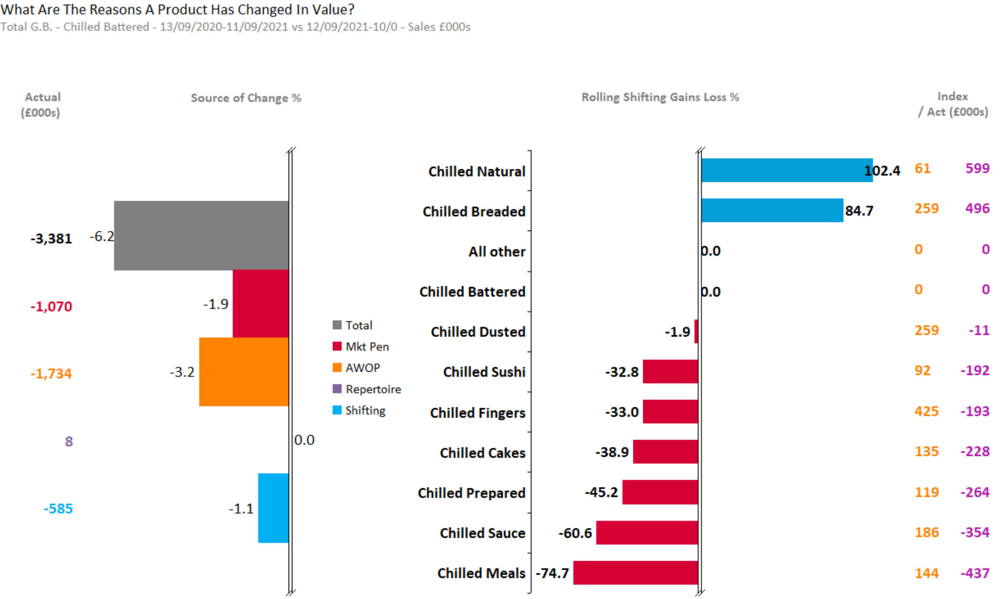 What Are The Reasons A Product Has Changed In Value?
Total G.B. - Chilled Battered - 13/09/2020-11/09/2021 vs 12/09/2021-10/0 - Sales £000s
Actual
(£000s)
Source of Change %
Rolling Shifting Gains Loss %
Index
/ Act (£000s)
-3,381 -6.2
-1,070 -1.9
-1,734 -3.2
8 0.0
-585 -1.1
Total
Mkt Pen
AWOP
Repertoire
Shifting
Chilled Natural 102.4 61 599
Chilled Breaded 84.7 259 496
All other 0.0 0 0
Chilled Battered 0.0 0 0
Chilled Dusted -1.9 259 -11
Chilled Sushi -32.8 92 -192
Chilled Fingers -33.0 425 -193
Chilled Cakes -38.9 135 -228
Chilled Prepared -45.2 119 -264
Chilled Sauce -60.6 186 -354
Chilled Meals -74.7 144 -437